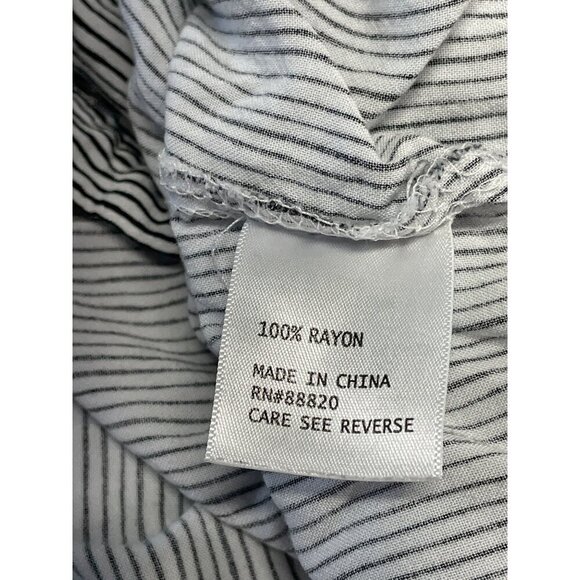 100% RAYON
MADE IN CHINA
RN#88820
CARE SEE REVERSE